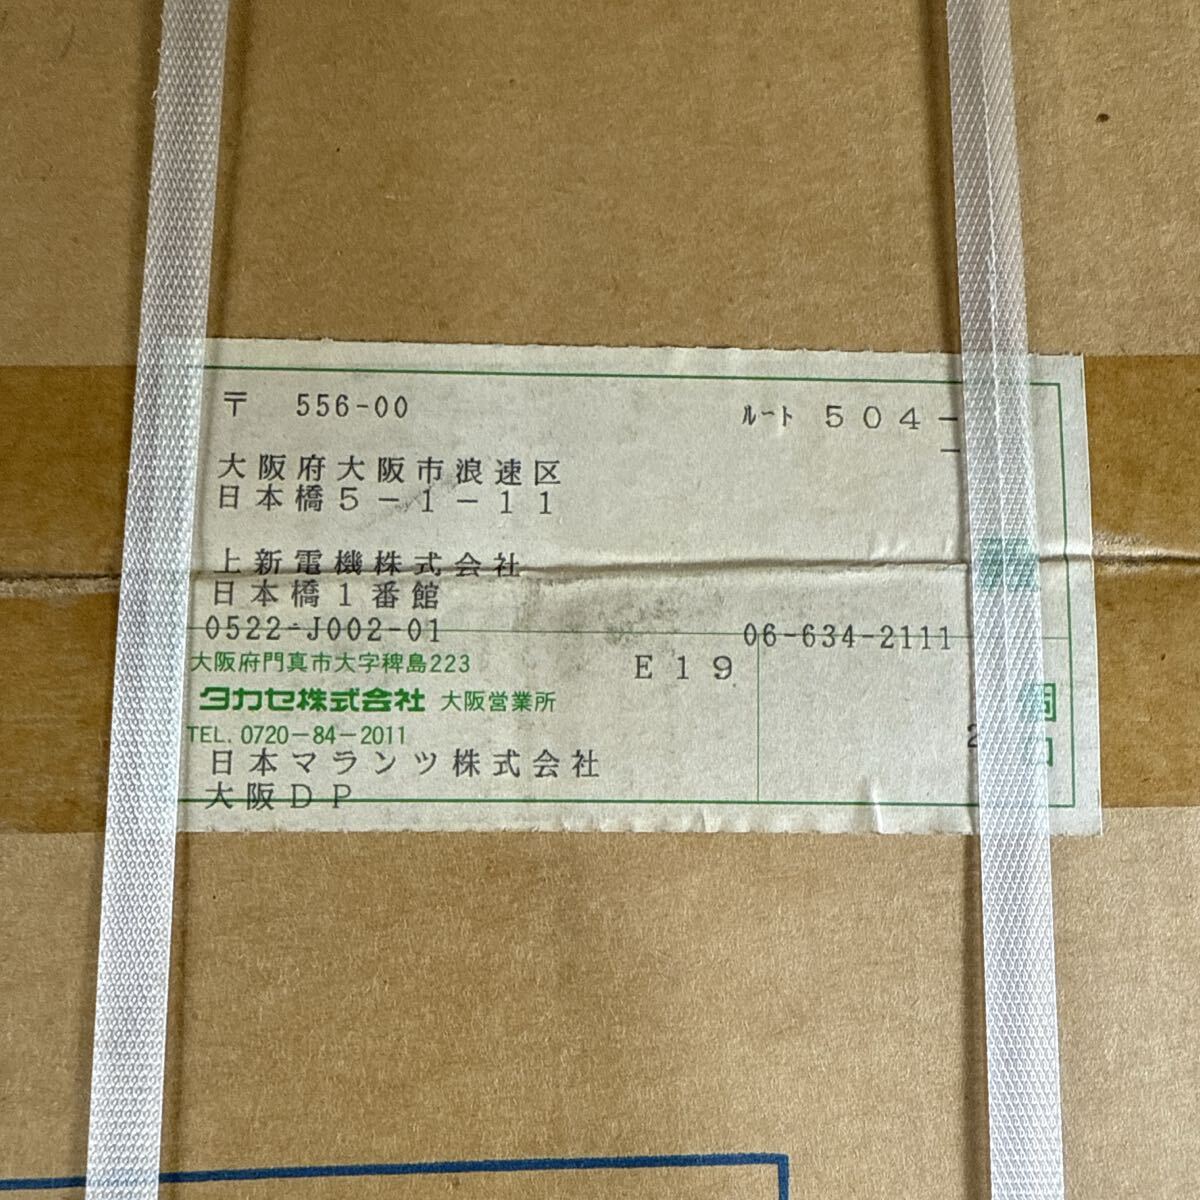 〒 556-00
ルート 504-
-
大阪府大阪市浪速区
日本橋5-1-11
上新電機株式会社
日本橋1番館
0522-J002-01
06-634-2111
大阪府門真市大字稗島223
E19
タカセ株式会社 大阪営業所
TEL. 0720-84-2011
2
日本マランツ株式会社
大阪DP